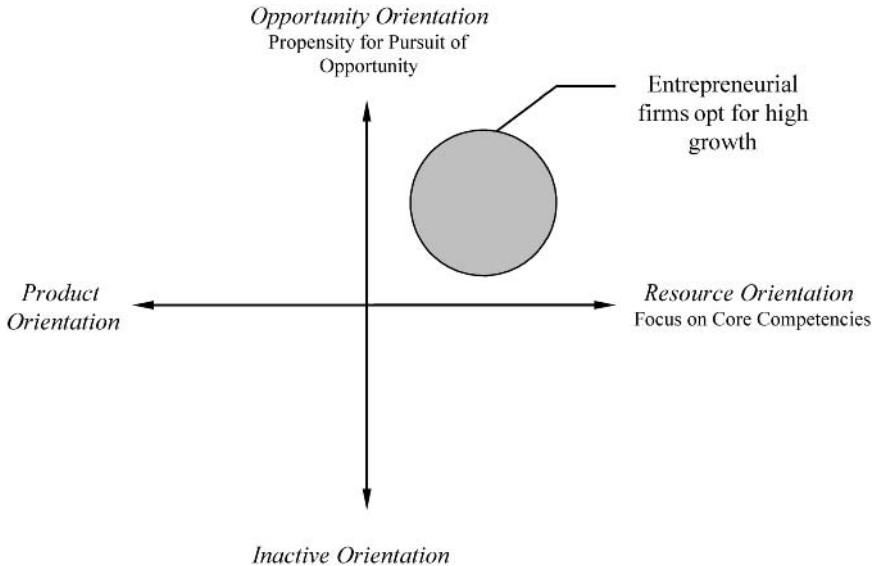 Opportunity Orientation
Propensity for Pursuit of
Opportunity
Entrepreneurial
firms opt for high
growth
Product
Orientation
Resource Orientation
Focus on Core Competencies
Inactive Orientation